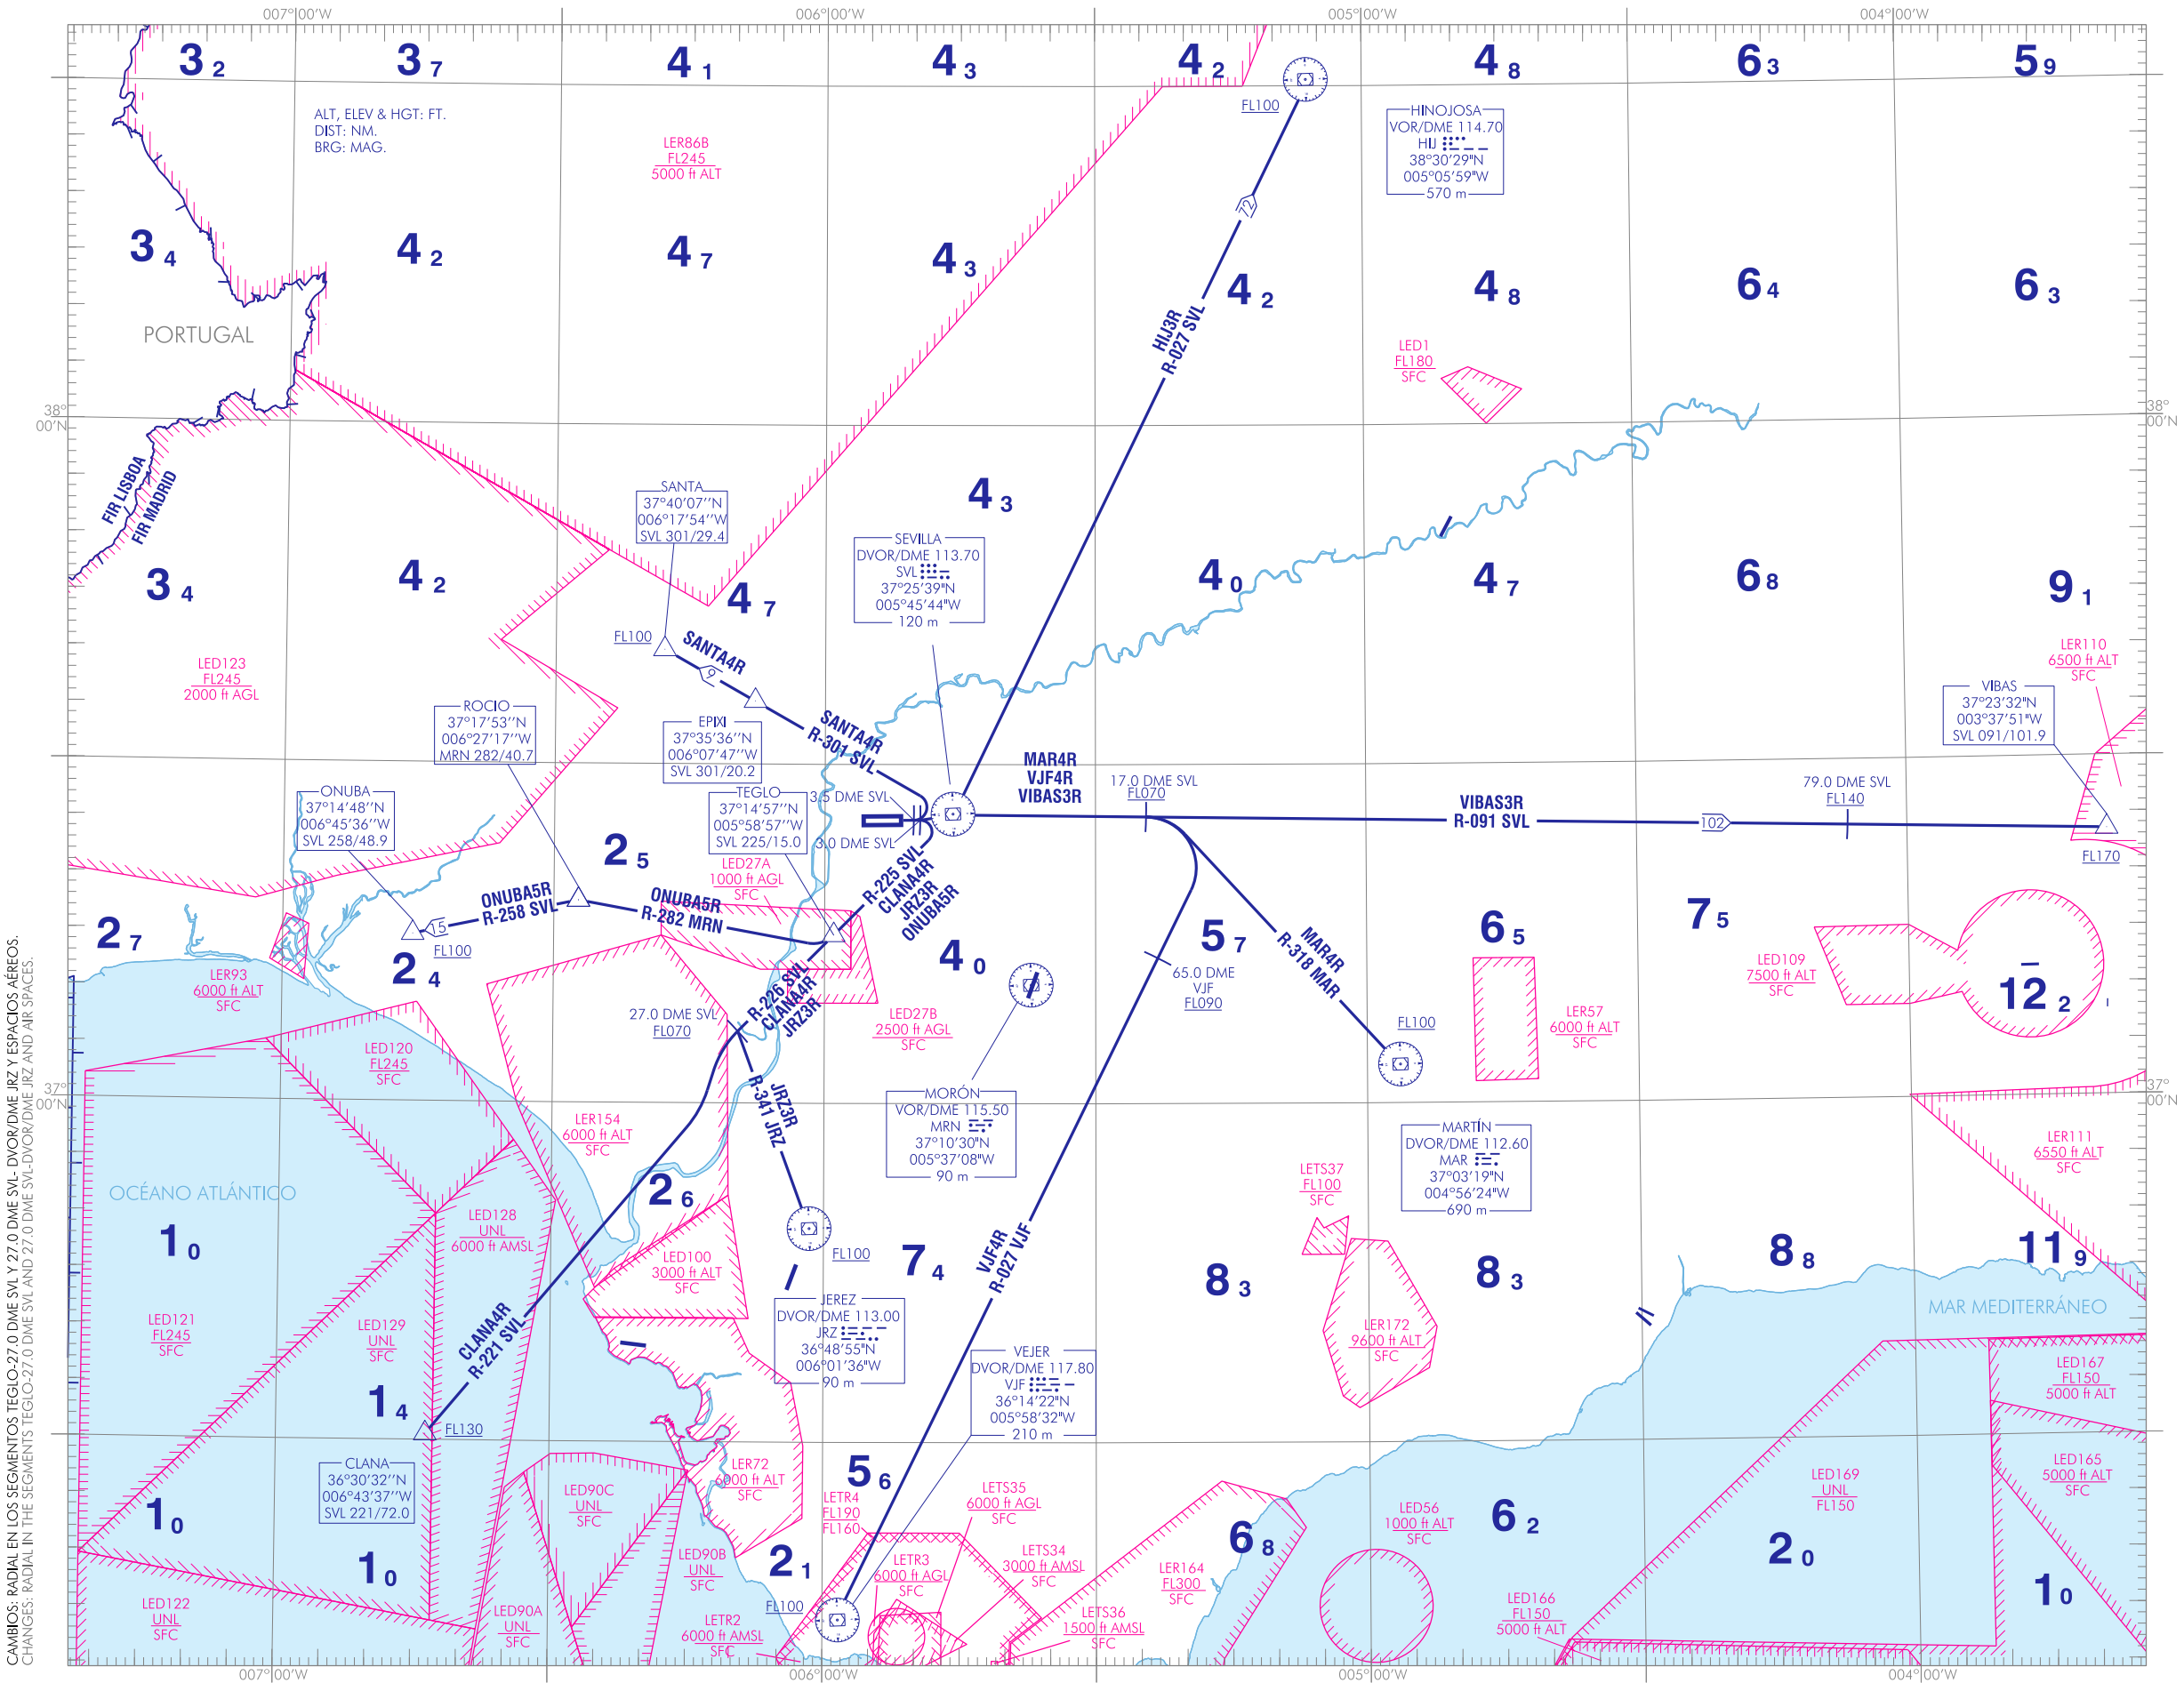 007°00'W
006°00'W
005°00'W
004°00'W
3 2
3 7
4 1
4 3
4 2
4 8
6 3
5 9
ALT, ELEV & HGT: FT.
DIST: NM.
BRG: MAG.
LER86B
FL245
5000 ft ALT
FL100
HINOJOSA
VOR/DME 114.70
HIJ
38°30'29"N
005°05'59"W
570 m
72
3 4
4 2
4 7
4 3
4 2
4 8
6 4
6 3
PORTUGAL
HIJ3R
R-027 SVL
LED1
FL180
SFC
38°
00'N
38°
00'N
FIR LISBOA
FIR MADRID
SANTA
37°40'07''N
006°17'54''W
SVL 301/29.4
4 3
SEVILLA
DVOR/DME 113.70
SVL
37°25'39"N
005°45'44"W
120 m
3 4
4 2
4 7
4 0
4 7
6 8
9 1
FL100
SANTA4R
9
LED123
FL245
2000 ft AGL
LER110
6500 ft ALT
SFC
ROCIO
37°17'53''N
006°27'17''W
MRN 282/40.7
EPIXI
37°35'36''N
006°07'47''W
SVL 301/20.2
SANTA4R
R-301 SVL
VIBAS
37°23'32"N
003°37'51"W
SVL 091/101.9
MAR4R
VJF4R
VIBAS3R
17.0 DME SVL
FL070
79.0 DME SVL
FL140
VIBAS3R
R-091 SVL
102
FL170
ONUBA
37°14'48''N
006°45'36''W
SVL 258/48.9
TEGLO
37°14'57''N
005°58'57''W
SVL 225/15.0
3.5 DME SVL
3.0 DME SVL
2 5
LED27A
1000 ft AGL
SFC
R-225 SVL
CLANA4R
JRZ3R
ONUBA5R
ONUBA5R
R-258 SVL
ONUBA5R
R-282 MRN
15
FL100
2 7
2 4
4 0
5 7
6 5
7 5
12 2
LER93
6000 ft ALT
SFC
MAR4R
R-318 MAR
65.0 DME
VJF
FL090
LED109
7500 ft ALT
SFC
R-226 SVL
CLANA4R
JRZ3R
27.0 DME SVL
FL070
LED27B
2500 ft AGL
SFC
FL100
LER57
6000 ft ALT
SFC
LED120
FL245
SFC
37°
00'N
37°
00'N
LER154
6000 ft ALT
SFC
JRZ3R
R-341 JRZ
MORÓN
VOR/DME 115.50
MRN
37°10'30"N
005°37'08"W
90 m
MARTÍN
DVOR/DME 112.60
MAR
37°03'19"N
004°56'24"W
690 m
LER111
6550 ft ALT
SFC
LETS37
FL100
SFC
OCÉANO ATLÁNTICO
2 6
LED128
UNL
6000 ft AMSL
1 0
FL100
LED100
3000 ft ALT
SFC
7 4
VJF4R
R-027 VJF
8 3
8 3
8 8
11 9
MAR MEDITERRÁNEO
LED121
FL245
SFC
LED129
UNL
SFC
CLANA4R
R-221 SVL
JEREZ
DVOR/DME 113.00
JRZ
36°48'55"N
006°01'36"W
90 m
LER172
9600 ft ALT
SFC
VEJER
DVOR/DME 117.80
VJF
36°14'22"N
005°58'32"W
210 m
LED167
FL150
5000 ft ALT
1 4
FL130
CLANA
36°30'32''N
006°43'37''W
SVL 221/72.0
LER72
6000 ft ALT
SFC
5 6
LED90C
UNL
SFC
LETR4
FL190
FL160
LETS35
6000 ft AGL
SFC
LED56
1000 ft ALT
SFC
LED169
UNL
FL150
LED165
5000 ft ALT
SFC
1 0
1 0
2 1
6 8
6 2
2 0
1 0
LED90B
UNL
SFC
LETR3
6000 ft AGL
SFC
LETS34
3000 ft AMSL
SFC
LER164
FL300
SFC
LED122
UNL
SFC
LED90A
UNL
SFC
FL100
LETR2
6000 ft AMSL
SFC
LETS36
1500 ft AMSL
SFC
LED166
FL150
5000 ft ALT
007°00'W
006°00'W
005°00'W
004°00'W
CAMBIOS: RADIAL EN LOS SEGMENTOS TEGLO-27.0 DME SVL Y 27.0 DME SVL- DVOR/DME JRZ Y ESPACIOS AÉREOS.
CHANGES: RADIAL IN THE SEGMENTS TEGLO-27.0 DME SVL AND 27.0 DME SVL-DVOR/DME JRZ AND AIR SPACES.